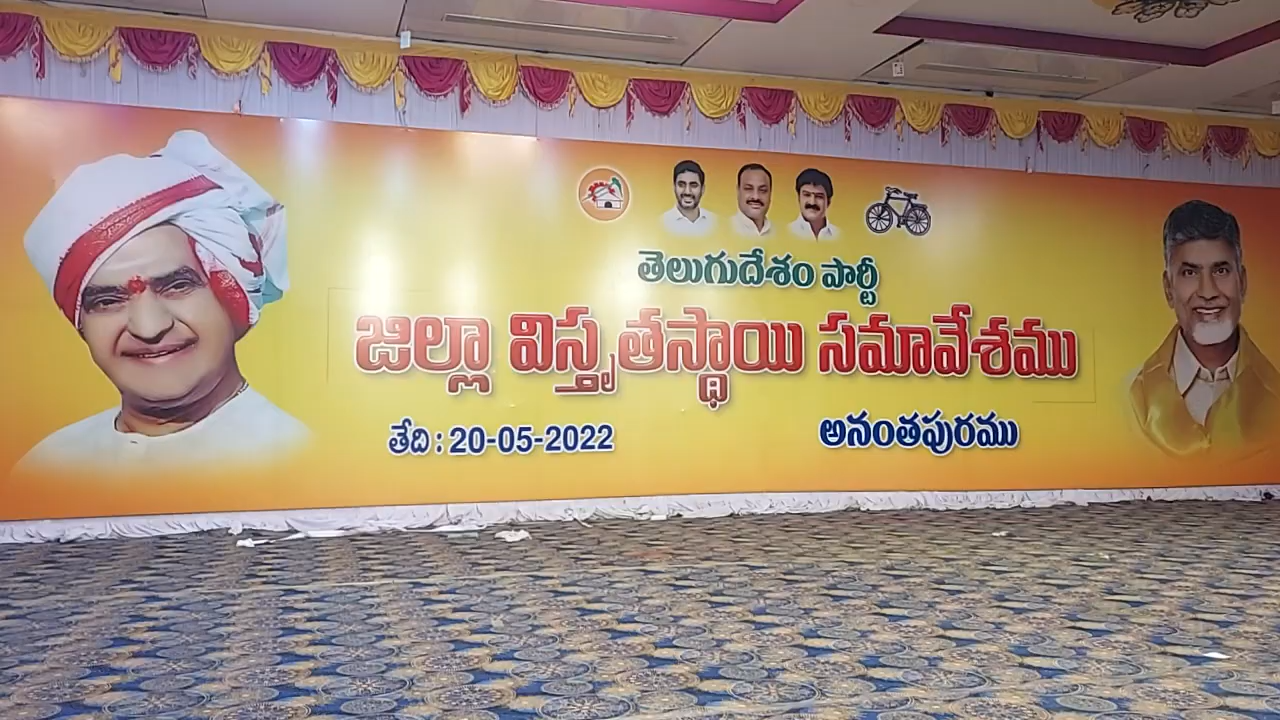 తెలుగుదేశం పార్టీ
జిల్లా విస్తృతస్థాయి సమావేశము
తేది : 20-05-2022 అనంతపురము